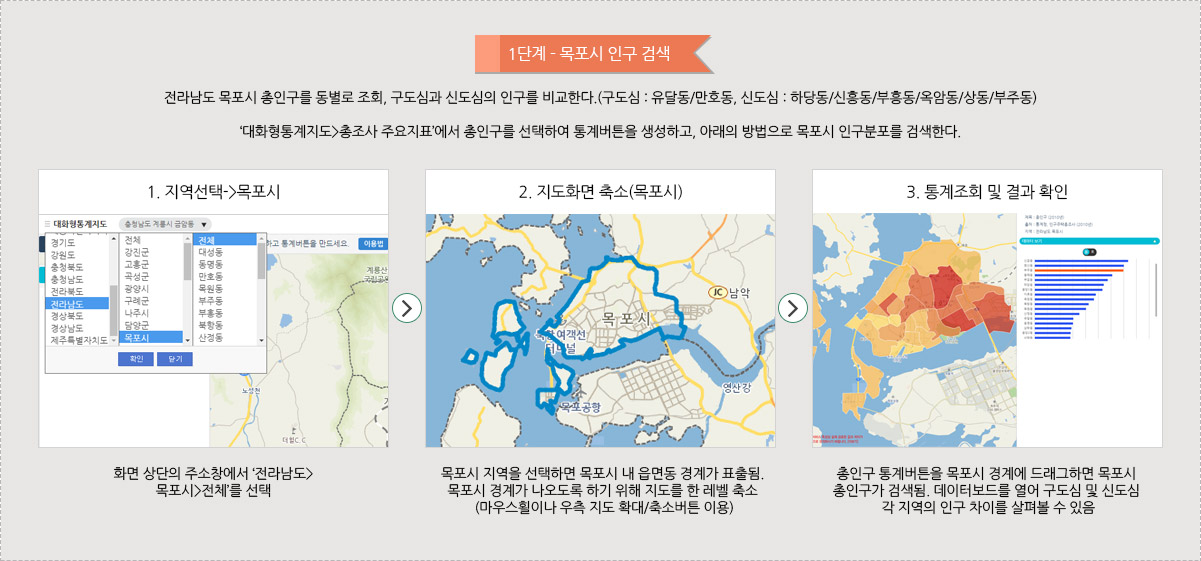 1단계 - 목포시 인구 검색
전라남도 목포시 총인구를 동별로 조회, 구도심과 신도심의 인구를 비교한다.(구도심 : 유달동/만호동, 신도심 : 하당동/신흥동/부흥동/옥암동/상동/부주동)
'대화형통계지도>총조사 주요지표'에서 총인구를 선택하여 통계버튼을 생성하고, 아래의 방법으로 목포시 인구분포를 검색한다.
1. 지역선택->목포시
대화형통계지도
충청남도 계룡시 금암동 ▼
하고 통계버튼을 만드세요.
이용법
경기도
강원도
충청북도
충청남도
전라북도
전라남도
경상북도
경상남도
제주특별자치도
전체
강진군
고흥군
곡성군
광양시
구례군
나주시
담양군
목포시
전체
대성동
동명동
만호동
목원동
부주동
부흥동
북항동
산정동
확인
닫기
계룡산
국립공원
노성천
더힐C.C
화면 상단의 주소창에서 '전라남도>
목포시>전체'를 선택
2. 지도화면 축소(목포시)
JC 남악
목포시
여객선
터미널
영산강
목포공항
목포시 지역을 선택하면 목포시 내 읍면동 경계가 표출됨.
목포시 경계가 나오도록 하기 위해 지도를 한 레벨 축소
(마우스휠이나 우측 지도 확대/축소버튼 이용)
3. 통계조회 및 결과 확인
데이터 보기
총인구 통계버튼을 목포시 경계에 드래그하면 목포시
총인구가 검색됨. 데이터보드를 열어 구도심 및 신도심
각 지역의 인구 차이를 살펴볼 수 있음